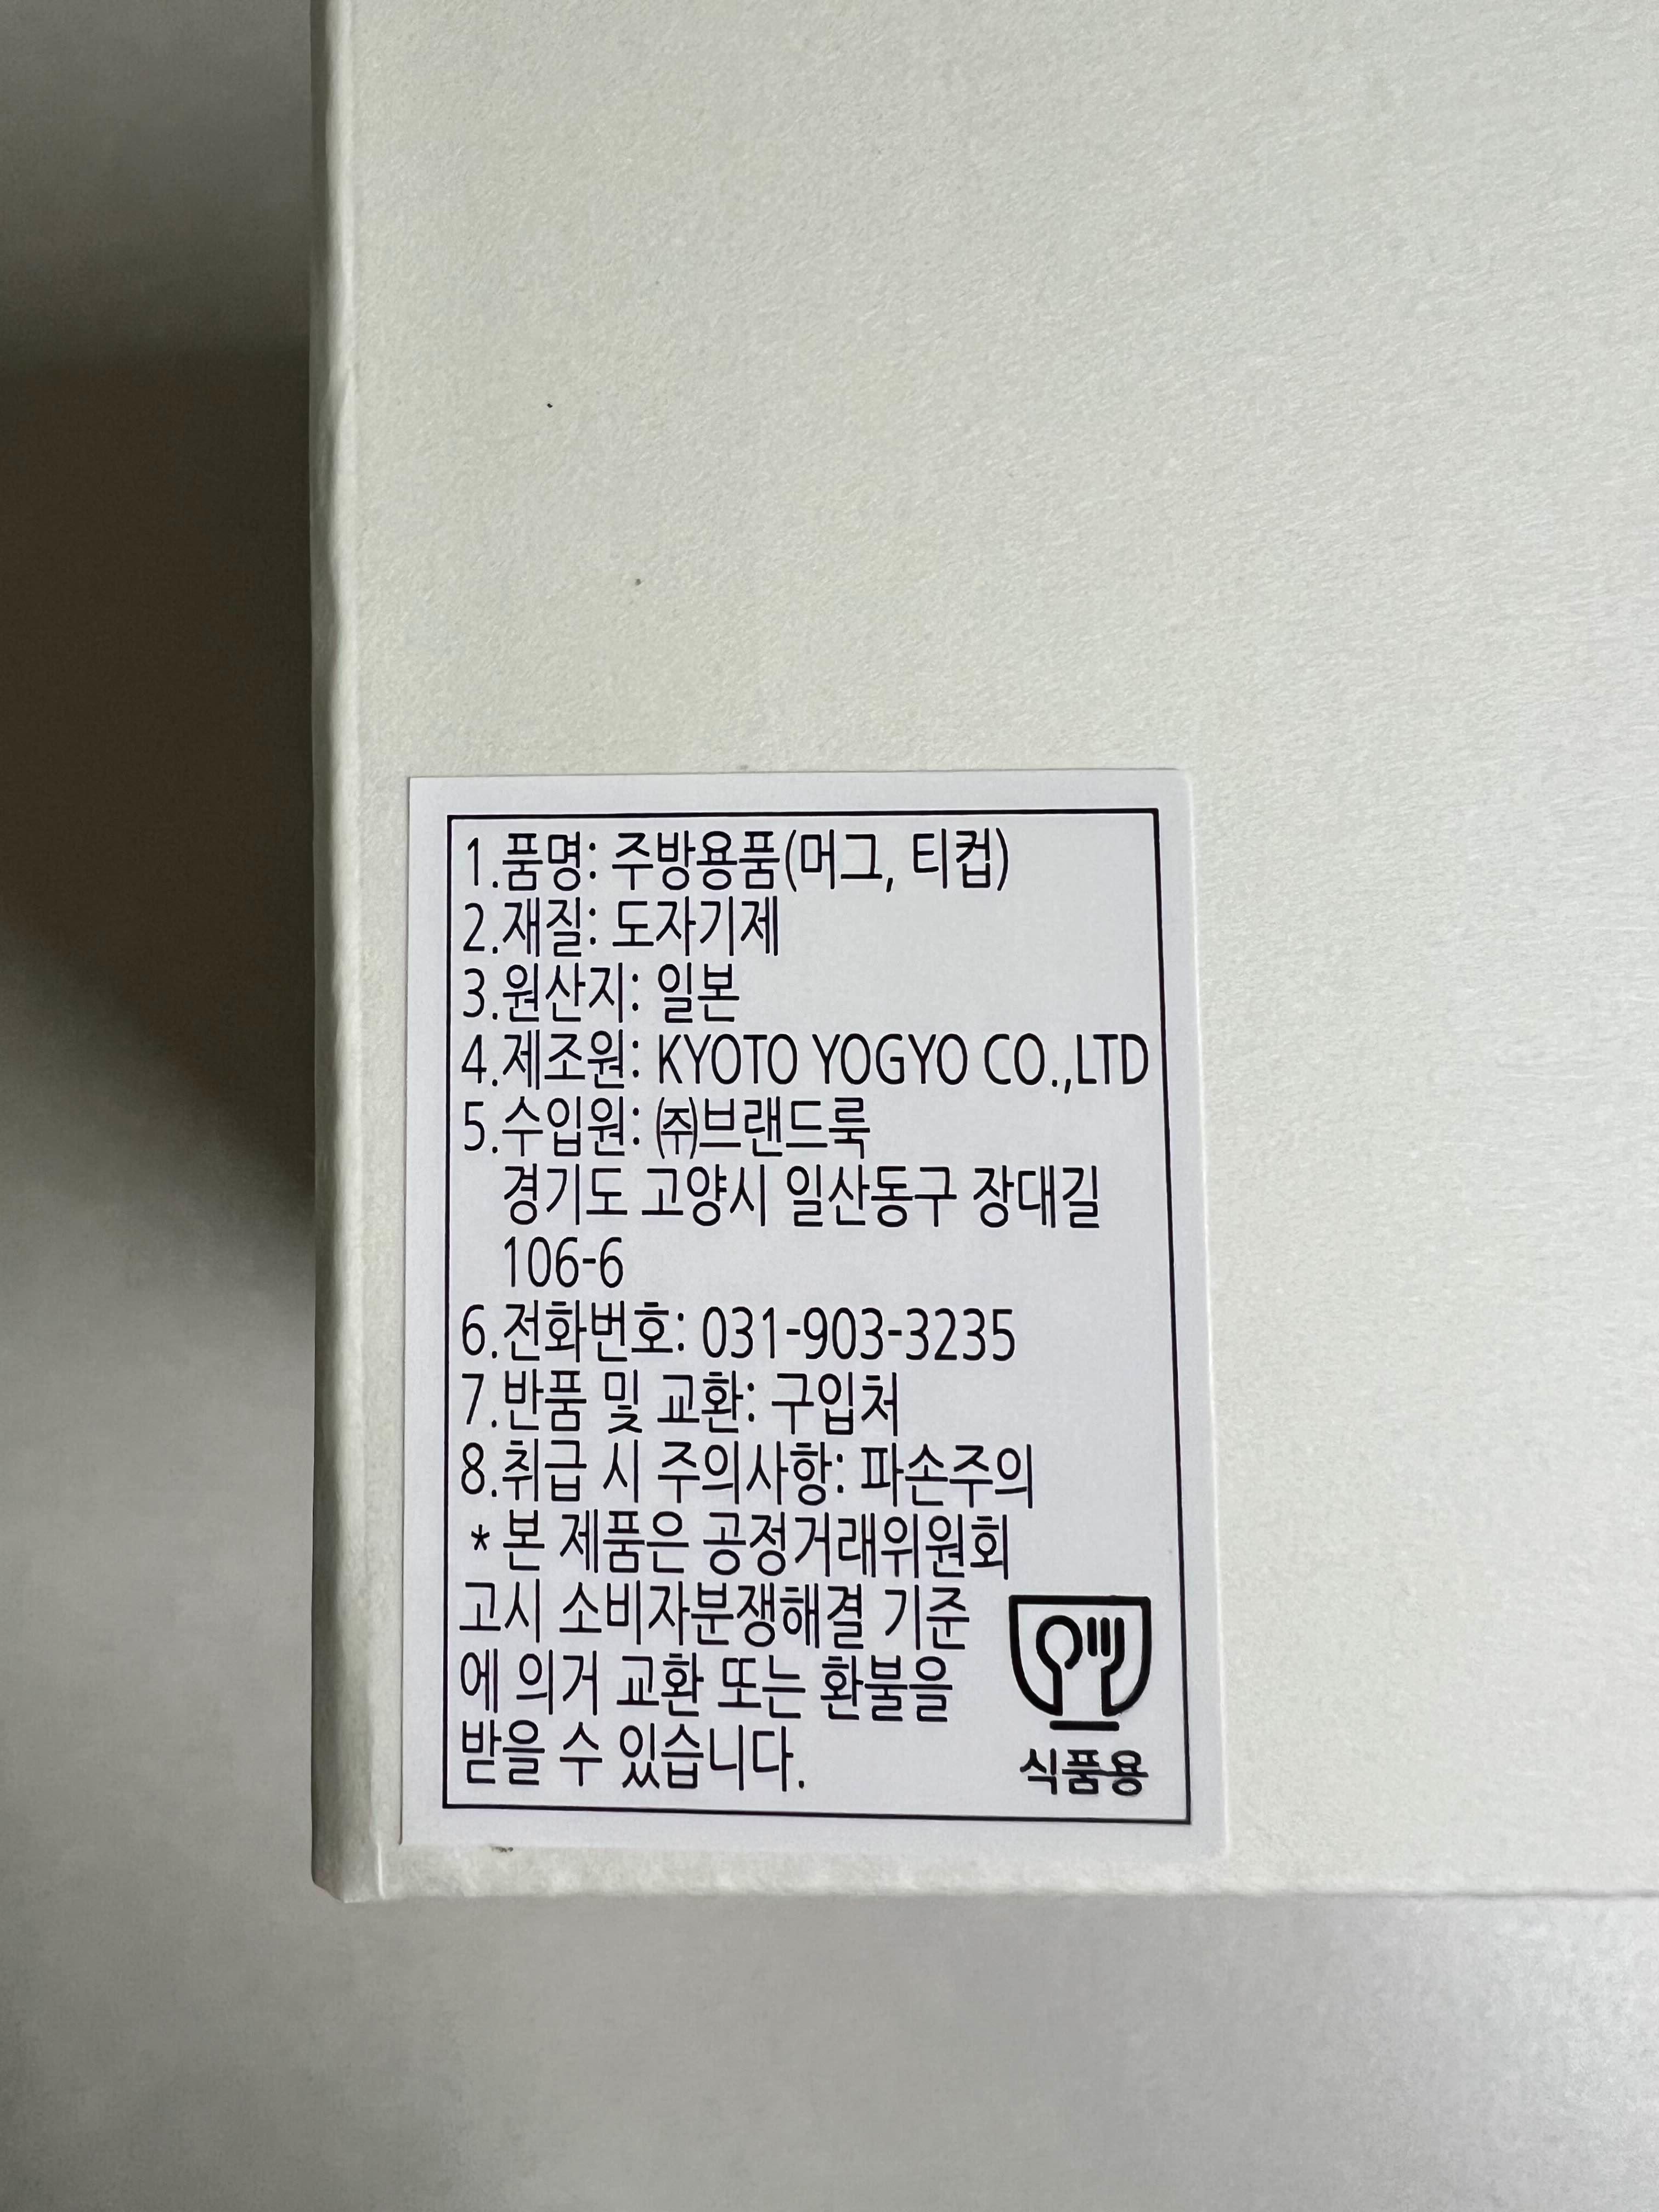 1.품명: 주방용품(머그, 티컵)
2.재질: 도자기제
3.원산지: 일본
4.제조원: KYOTO YOGYO CO.,LTD
5.수입원: ㈜브랜드룩
경기도 고양시 일산동구 장대길
106-6
6.전화번호: 031-903-3235
7.반품 및 교환: 구입처
8.취급 시 주의사항: 파손주의
* 본 제품은 공정거래위원회
고시 소비자분쟁해결 기준
에 의거 교환 또는 환불을
받을 수 있습니다.
식품용